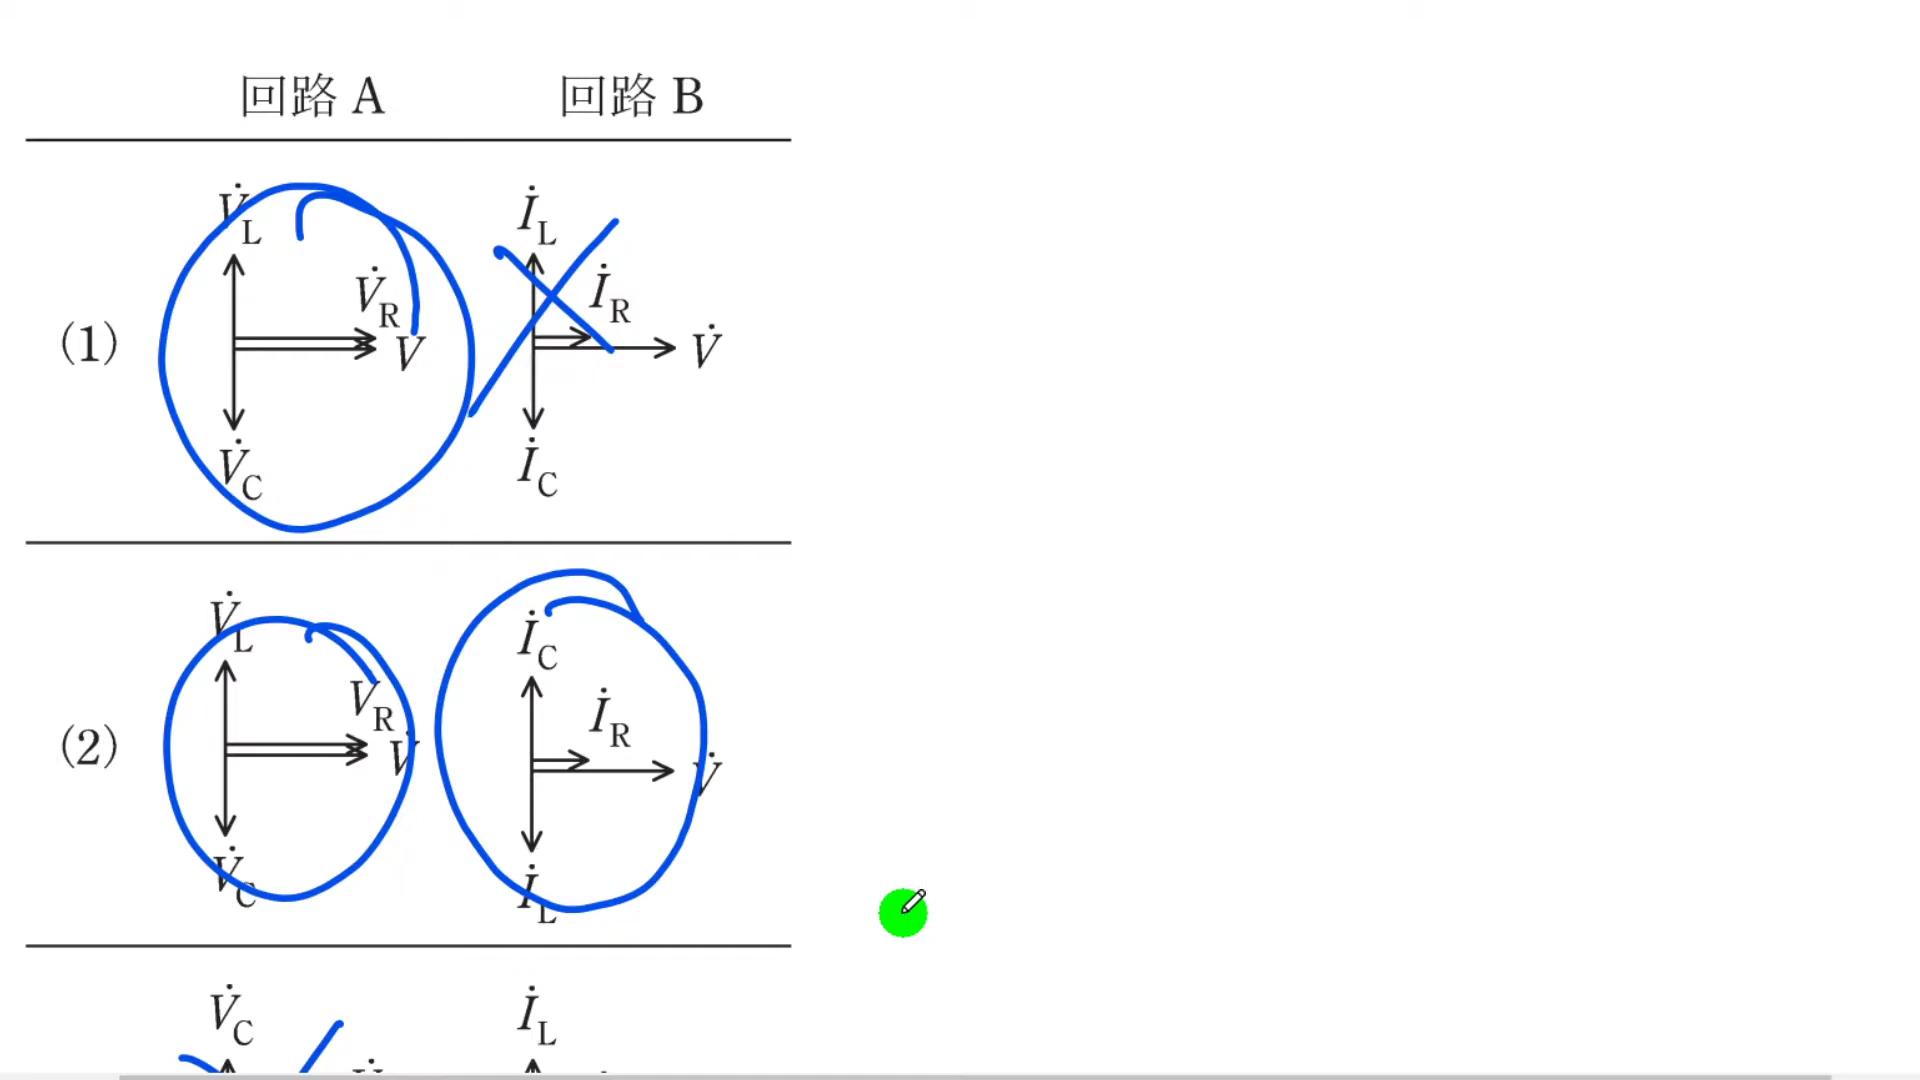 回路 A 回路 B
V̇L İL
V̇R İR
(1) V̇ V̇
V̇C İC
V̇L İC
V̇R İR
(2) V̇ V̇
V̇C İL
V̇C İL